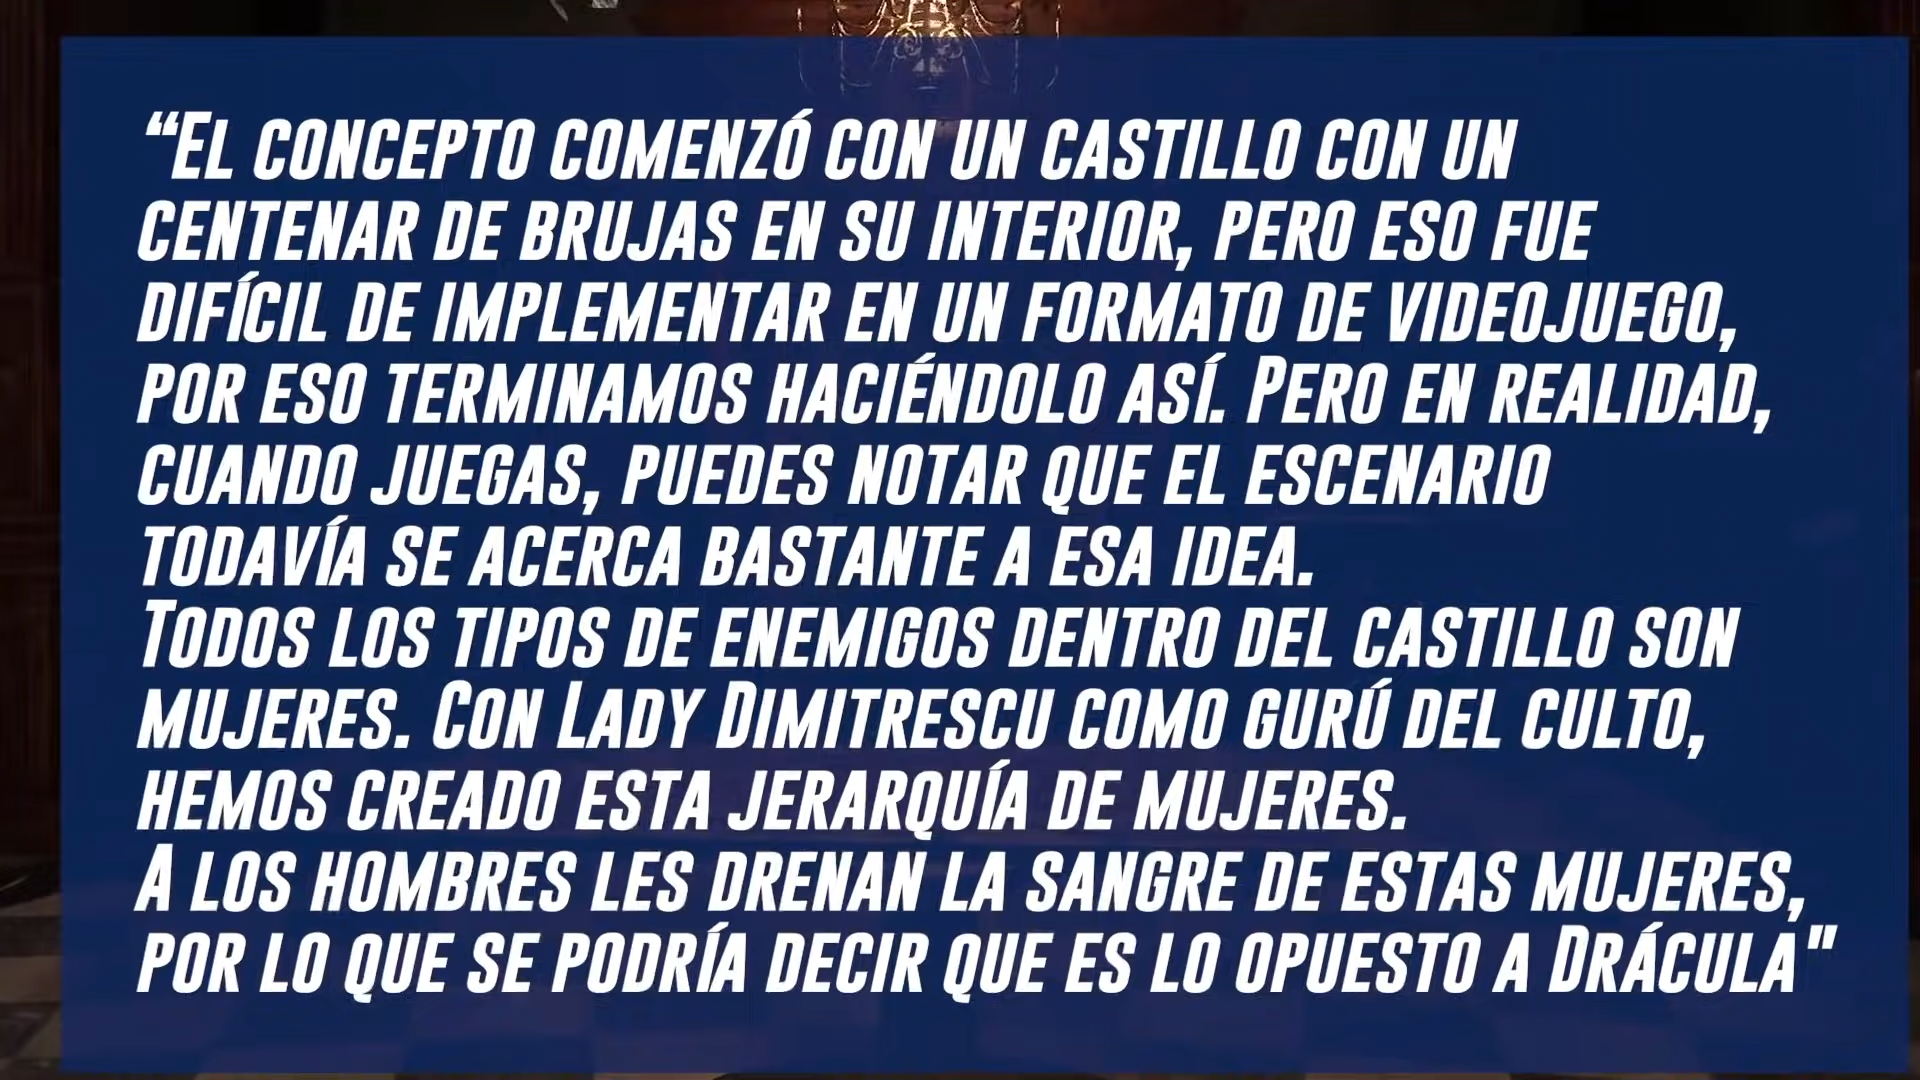 “El concepto comenzó con un castillo con un
centenar de brujas en su interior, pero eso fue
difícil de implementar en un formato de videojuego,
por eso terminamos haciéndolo así. Pero en realidad,
cuando juegas, puedes notar que el escenario
todavía se acerca bastante a esa idea.
Todos los tipos de enemigos dentro del castillo son
mujeres. Con Lady Dimitrescu como gurú del culto,
hemos creado esta jerarquía de mujeres.
A los hombres les drenan la sangre de estas mujeres,
por lo que se podría decir que es lo opuesto a Drácula"